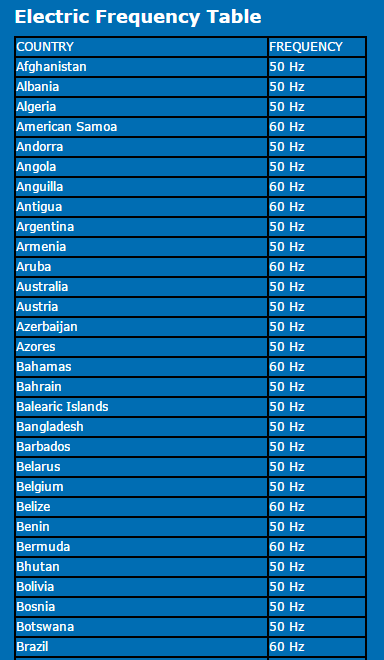 Electric Frequency Table
COUNTRY FREQUENCY
Afghanistan 50 Hz
Albania 50 Hz
Algeria 50 Hz
American Samoa 60 Hz
Andorra 50 Hz
Angola 50 Hz
Anguilla 60 Hz
Antigua 60 Hz
Argentina 50 Hz
Armenia 50 Hz
Aruba 60 Hz
Australia 50 Hz
Austria 50 Hz
Azerbaijan 50 Hz
Azores 50 Hz
Bahamas 60 Hz
Bahrain 50 Hz
Balearic Islands 50 Hz
Bangladesh 50 Hz
Barbados 50 Hz
Belarus 50 Hz
Belgium 50 Hz
Belize 60 Hz
Benin 50 Hz
Bermuda 60 Hz
Bhutan 50 Hz
Bolivia 50 Hz
Bosnia 50 Hz
Botswana 50 Hz
Brazil 60 Hz